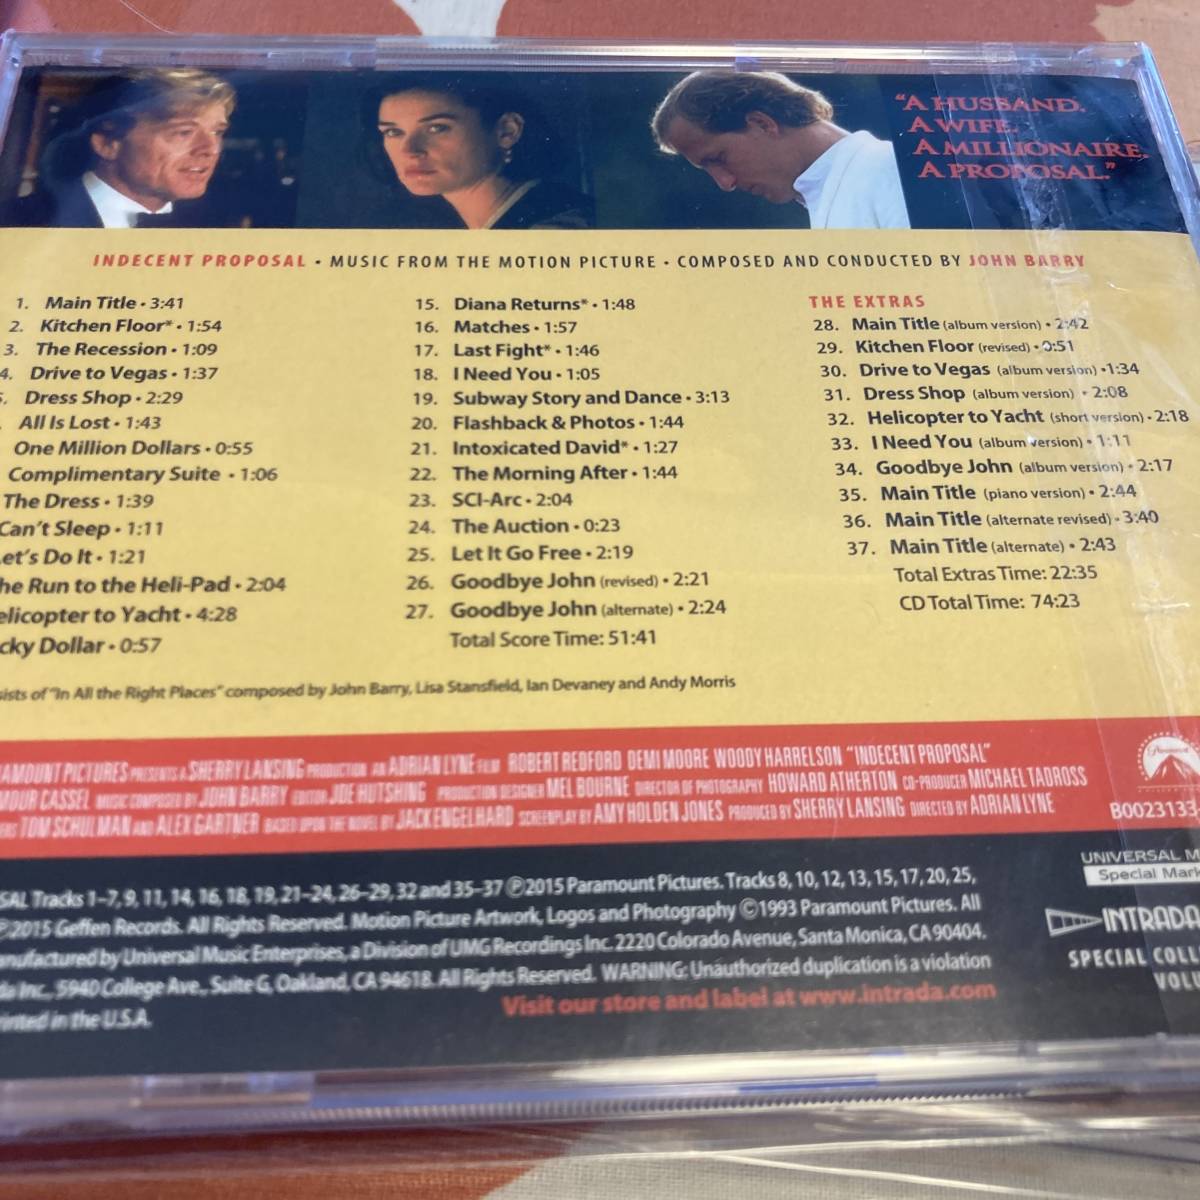 "A HUSBAND.
A WIFE.
A MILLIONAIRE.
A PROPOSAL."
INDECENT PROPOSAL • MUSIC FROM THE MOTION PICTURE • COMPOSED AND CONDUCTED BY JOHN BARRY
1. Main Title • 3:41
2. Kitchen Floor* • 1:54
3. The Recession • 1:09
4. Drive to Vegas • 1:37
Dress Shop • 2:29
All Is Lost • 1:43
One Million Dollars • 0:55
Complimentary Suite • 1:06
The Dress • 1:39
Can't Sleep • 1:11
et's Do It • 1:21
he Run to the Heli-Pad • 2:04
elicopter to Yacht • 4:28
cky Dollar • 0:57
15. Diana Returns* • 1:48
16. Matches • 1:57
17. Last Fight* • 1:46
18. I Need You • 1:05
19. Subway Story and Dance • 3:13
20. Flashback & Photos • 1:44
21. Intoxicated David* • 1:27
22. The Morning After • 1:44
23. SCI-Arc • 2:04
24. The Auction • 0:23
25. Let It Go Free • 2:19
26. Goodbye John (revised) • 2:21
27. Goodbye John (alternate) • 2:24
Total Score Time: 51:41
THE EXTRAS
28. Main Title (album version) • 2:42
29. Kitchen Floor (revised) • 0:51
30. Drive to Vegas (album version) • 1:34
31. Dress Shop (album version) • 2:08
32. Helicopter to Yacht (short version) • 2:18
33. I Need You (album version) • 1:11
34. Goodbye John (album version) • 2:17
35. Main Title (piano version) • 2:44
36. Main Title (alternate revised) • 3:40
37. Main Title (alternate) • 2:43
Total Extras Time: 22:35
CD Total Time: 74:23
sists of "In All the Right Places" composed by John Barry, Lisa Stansfield, Ian Devaney and Andy Morris
AMOUNT PICTURES PRESENTS A SHERRY LANSING PRODUCTION AN ADRIAN LYNE FILM ROBERT REDFORD DEMI MOORE WOODY HARRELSON "INDECENT PROPOSAL"
MOUR CASSEL MUSIC COMPOSED BY JOHN BARRY EDITOR JOE HUTSHING PRODUCTION DESIGNER MEL BOURNE DIRECTOR OF PHOTOGRAPHY HOWARD ATHERTON CO-PRODUCER MICHAEL TADROSS
ERS TOM SCHULMAN AND ALEX GARTNER BASED UPON THE NOVEL BY JACK ENGELHARD SCREENPLAY BY AMY HOLDEN JONES PRODUCED BY SHERRY LANSING DIRECTED BY ADRIAN LYNE
Paramount
B0023133
SAL Tracks 1–7, 9, 11, 14, 16, 18, 19, 21–24, 26–29, 32 and 35–37 ℗2015 Paramount Pictures. Tracks 8, 10, 12, 13, 15, 17, 20, 25,
℗2015 Geffen Records. All Rights Reserved. Motion Picture Artwork, Logos and Photography ©1993 Paramount Pictures. All
anufactured by Universal Music Enterprises, a Division of UMG Recordings Inc. 2220 Colorado Avenue, Santa Monica, CA 90404.
da Inc., 5940 College Ave., Suite G, Oakland, CA 94618. All Rights Reserved. WARNING: Unauthorized duplication is a violation
rinted in the U.S.A.
Visit our store and label at www.intrada.com
UNIVERSAL M
Special Mark
INTRADA
SPECIAL COLL
VOLU